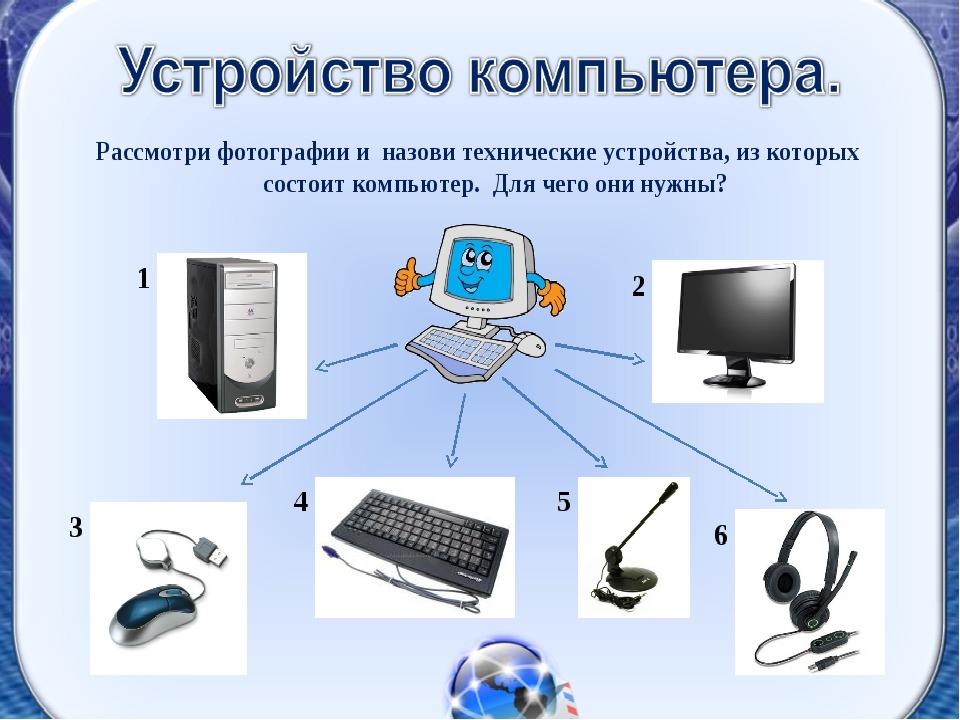 Устройство компьютера.
Рассмотри фотографии и назови технические устройства, из которых
состоит компьютер. Для чего они нужны?
1
2
3
4
5
6